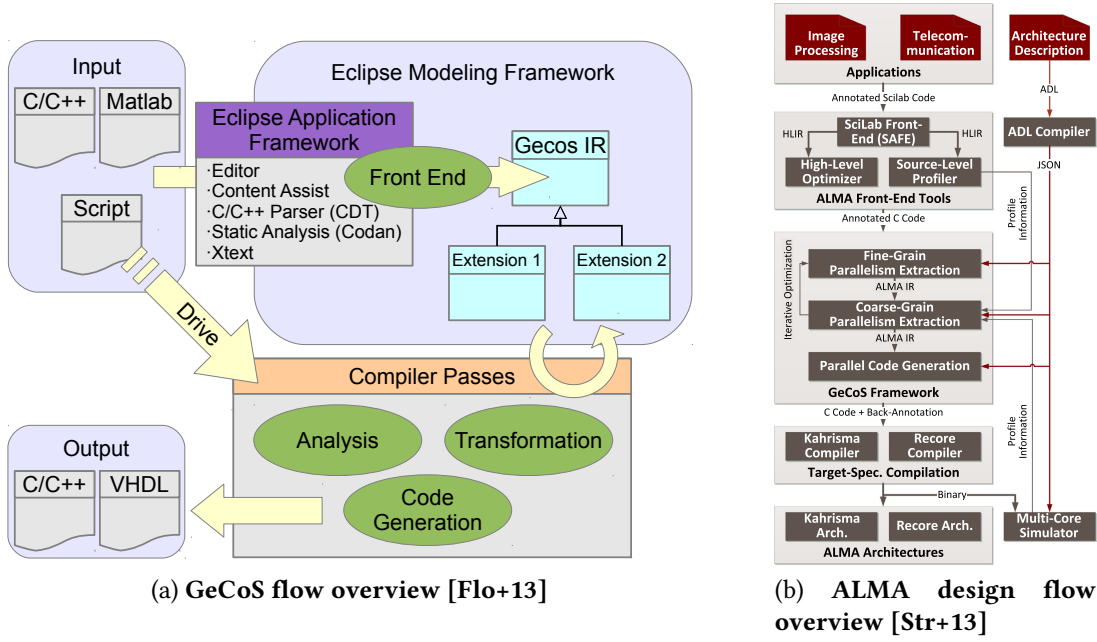 Input
C/C++ Matlab
Script
Drive
Eclipse Modeling Framework
Eclipse Application
Framework
·Editor
·Content Assist
·C/C++ Parser (CDT)
·Static Analysis (Codan)
·Xtext
Front End
Gecos IR
Extension 1
Extension 2
Compiler Passes
Analysis
Transformation
Code
Generation
Output
C/C++ VHDL
(a) GeCoS flow overview [Flo+13]
Image
Processing
Telecom-
munication
Architecture
Description
Applications
Annotated Scilab Code
ADL
SciLab Front-
End (SAFE)
HLIR
HLIR
ADL Compiler
High-Level
Optimizer
Source-Level
Profiler
JSON
ALMA Front-End Tools
Annotated C Code
Profile
Information
Fine-Grain
Parallelism Extraction
ALMA IR
Iterative Optimization
Coarse-Grain
Parallelism Extraction
ALMA IR
Parallel Code Generation
GeCoS Framework
C Code + Back-Annotation
Profile
Information
Kahrisma
Compiler
Recore
Compiler
Target-Spec. Compilation
Binary
Kahrisma
Arch.
Recore Arch.
Multi-Core
Simulator
ALMA Architectures
(b) ALMA design flow
overview [Str+13]